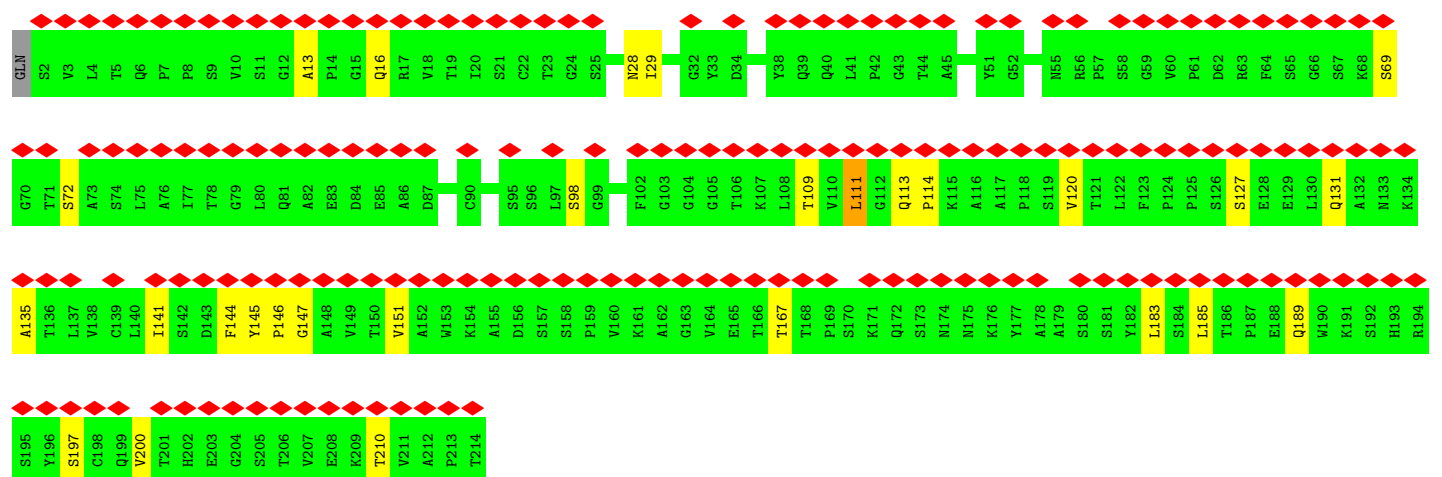 GLN S2 V3 L4 T5 Q6 P7 P8 S9 V10 S11 G12 A13 P14 G15 Q16 R17 V18 T19 I20 S21 C22 T23 G24 S25 N28 I29 G32 Y33 D34 Y38 Q39 Q40 L41 P42 G43 T44 A45 Y51 G52 N55 R56 P57 S58 G59 V60 P61 D62 R63 F64 S65 G66 S67 K68 S69
G70 T71 S72 A73 S74 L75 A76 I77 T78 G79 L80 Q81 A82 E83 D84 E85 A86 D87 C90 S95 S96 L97 S98 G99 F102 G103 G104 G105 T106 K107 L108 T109 V110 L111 G112 Q113 P114 K115 A116 A117 P118 S119 V120 T121 L122 F123 P124 P125 S126 S127 E128 E129 L130 Q131 A132 N133 K134
A135 T136 L137 V138 C139 L140 I141 S142 D143 F144 Y145 P146 G147 A148 V149 T150 V151 A152 W153 K154 A155 D156 S157 S158 P159 V160 K161 A162 G163 V164 E165 T166 T167 T168 P169 S170 K171 Q172 S173 N174 N175 K176 Y177 A178 A179 S180 S181 Y182 L183 S184 L185 T186 P187 E188 Q189 W190 K191 S192 H193 R194
S195 Y196 S197 C198 Q199 V200 T201 H202 E203 G204 S205 T206 V207 E208 K209 T210 V211 A212 P213 T214